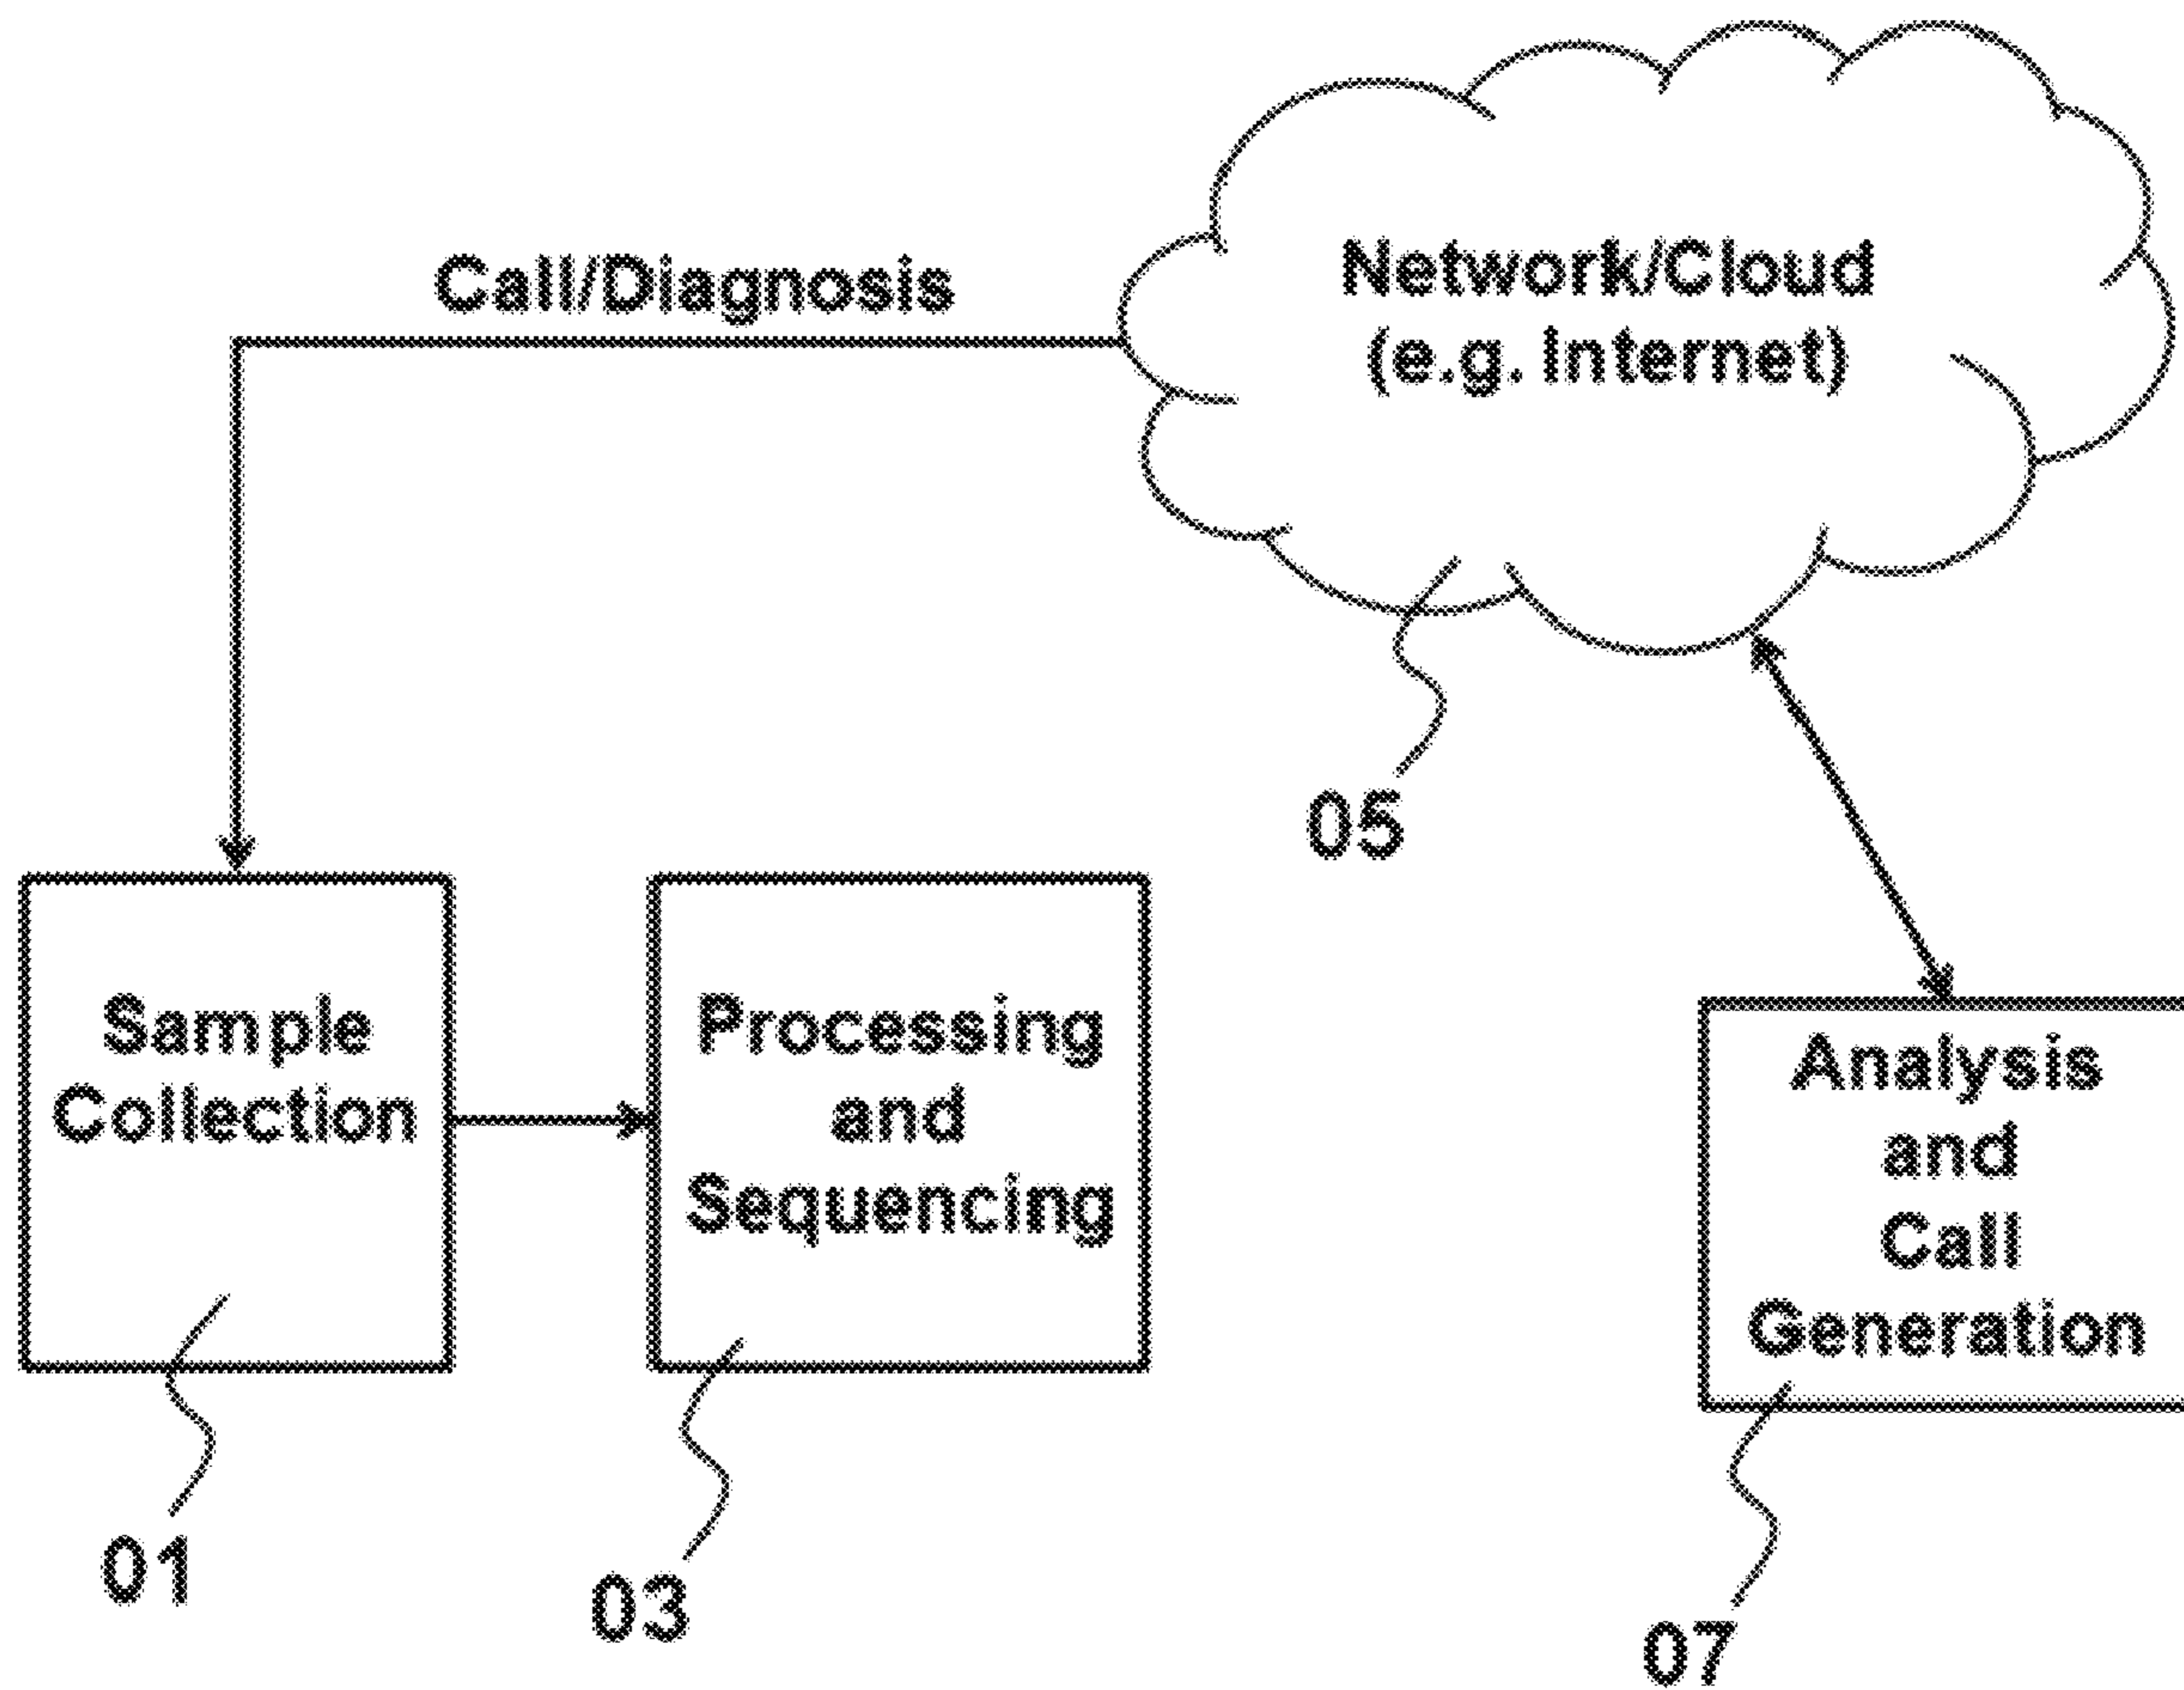 Call/Diagnosis
Network/Cloud
(e.g. Internet)
05
Sample
Collection
01
Processing
and
Sequencing
03
Analysis
and
Call
Generation
07